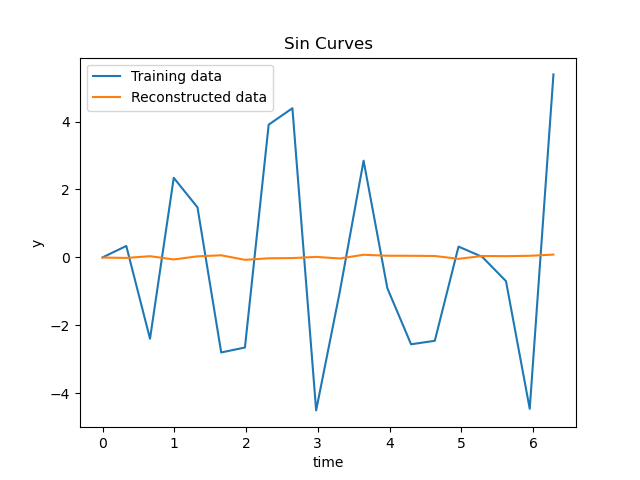 Sin Curves
Training data
Reconstructed data
y
4
2
0
−2
−4
0 1 2 3 4 5 6
time